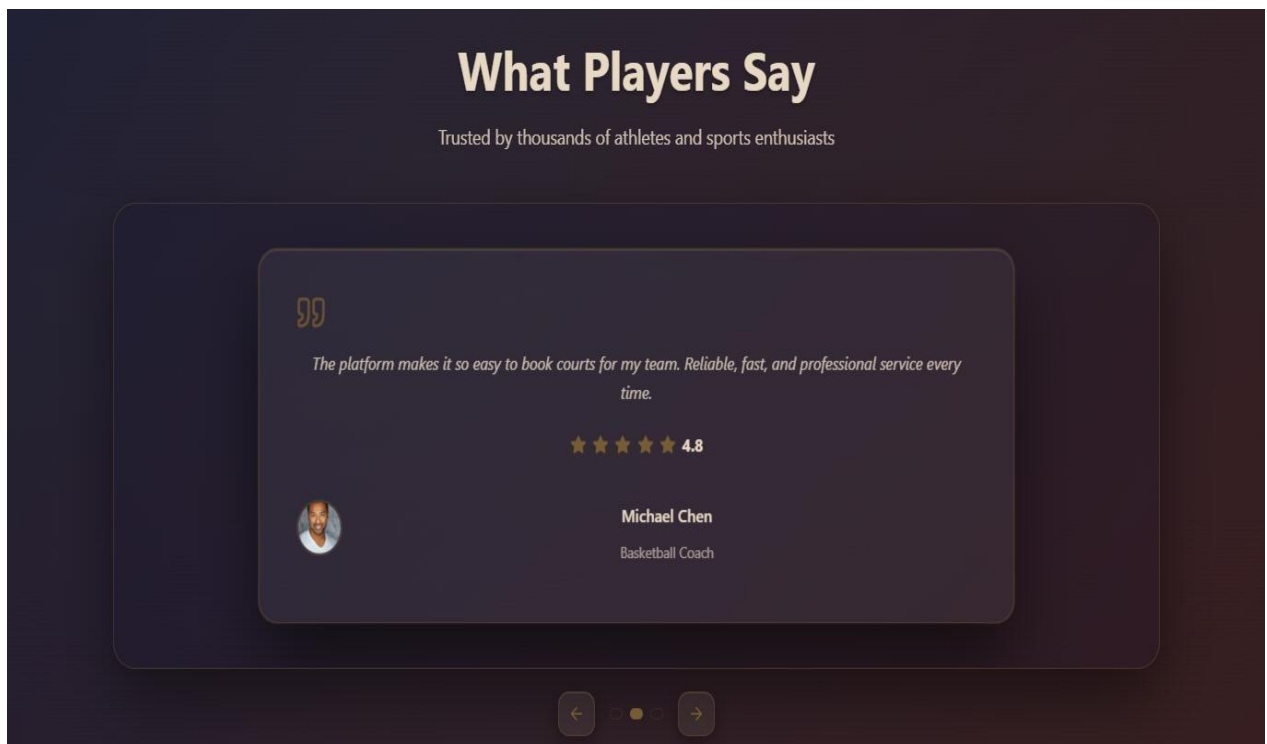 What Players Say
Trusted by thousands of athletes and sports enthusiasts
The platform makes it so easy to book courts for my team. Reliable, fast, and professional service every
time.
4.8
Michael Chen
Basketball Coach